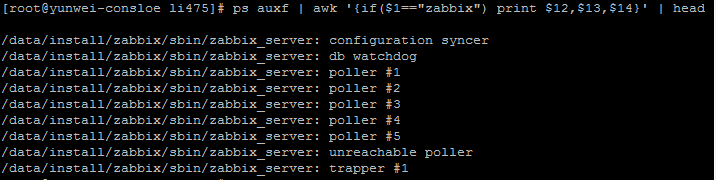 [root@yunwei-consloe li475]# ps auxf | awk '{if($1=="zabbix") print $12,$13,$14}' | head
/data/install/zabbix/sbin/zabbix_server: configuration syncer
/data/install/zabbix/sbin/zabbix_server: db watchdog
/data/install/zabbix/sbin/zabbix_server: poller #1
/data/install/zabbix/sbin/zabbix_server: poller #2
/data/install/zabbix/sbin/zabbix_server: poller #3
/data/install/zabbix/sbin/zabbix_server: poller #4
/data/install/zabbix/sbin/zabbix_server: poller #5
/data/install/zabbix/sbin/zabbix_server: unreachable poller
/data/install/zabbix/sbin/zabbix_server: trapper #1